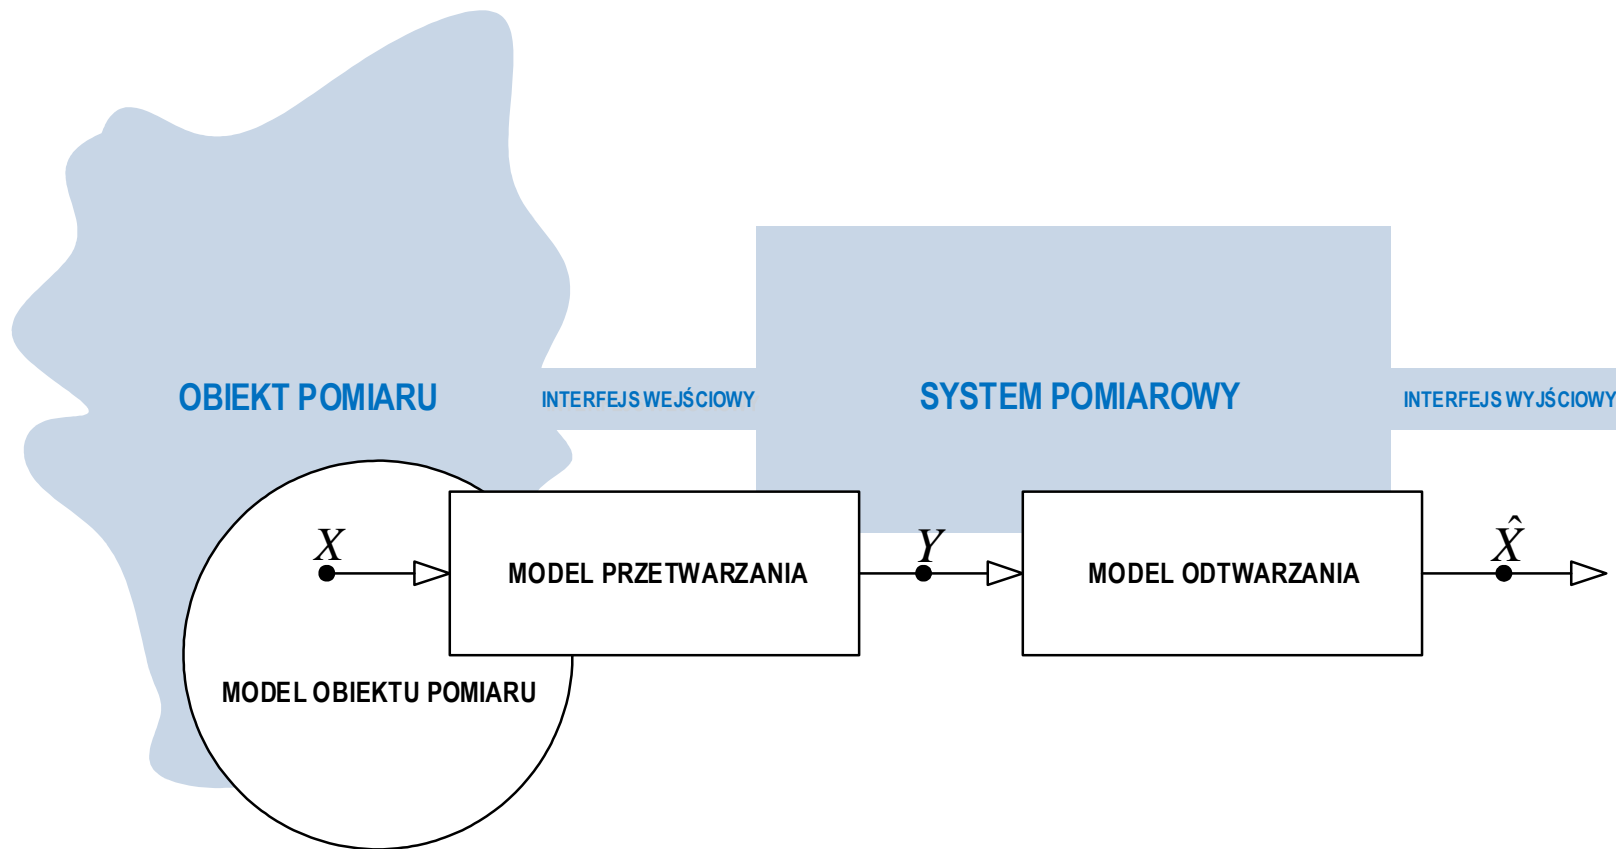 OBIEKT POMIARU
INTERFEJS WEJŚCIOWY
SYSTEM POMIAROWY
INTERFEJS WYJŚCIOWY
X
MODEL PRZETWARZANIA
Y
MODEL ODTWARZANIA
X̂
MODEL OBIEKTU POMIARU